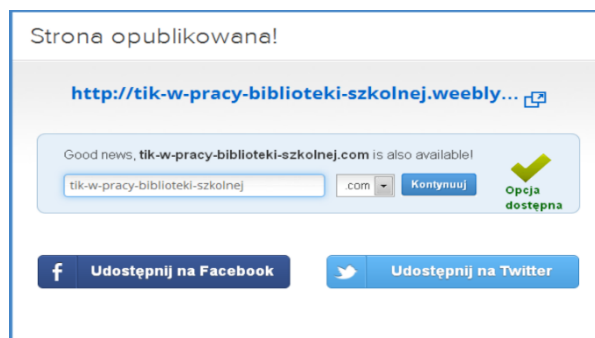 Strona opublikowana!
http://tik-w-pracy-biblioteki-szkolnej.weebly...
Good news, tik-w-pracy-biblioteki-szkolnej.com is also available!
tik-w-pracy-biblioteki-szkolnej .com Kontynuuj
Opcja
dostępna
f Udostępnij na Facebook Udostępnij na Twitter